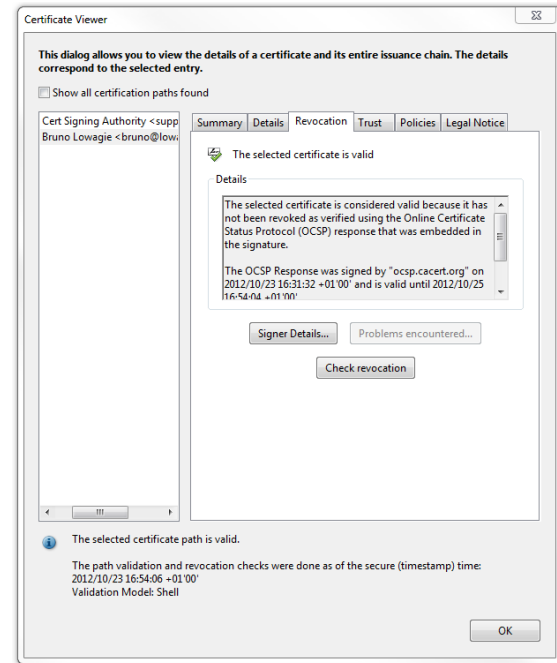 Certificate Viewer
This dialog allows you to view the details of a certificate and its entire issuance chain. The details
correspond to the selected entry.
Show all certification paths found
Cert Signing Authority <supp
Bruno Lowagie <bruno@lowa
Summary Details Revocation Trust Policies Legal Notice
The selected certificate is valid
Details
The selected certificate is considered valid because it has
not been revoked as verified using the Online Certificate
Status Protocol (OCSP) response that was embedded in
the signature.
The OCSP Response was signed by "ocsp.cacert.org" on
2012/10/23 16:31:32 +01'00' and is valid until 2012/10/25
16:54:04 +01'00'
Signer Details... Problems encountered...
Check revocation
The selected certificate path is valid.
The path validation and revocation checks were done as of the secure (timestamp) time:
2012/10/23 16:54:06 +01'00'
Validation Model: Shell
OK